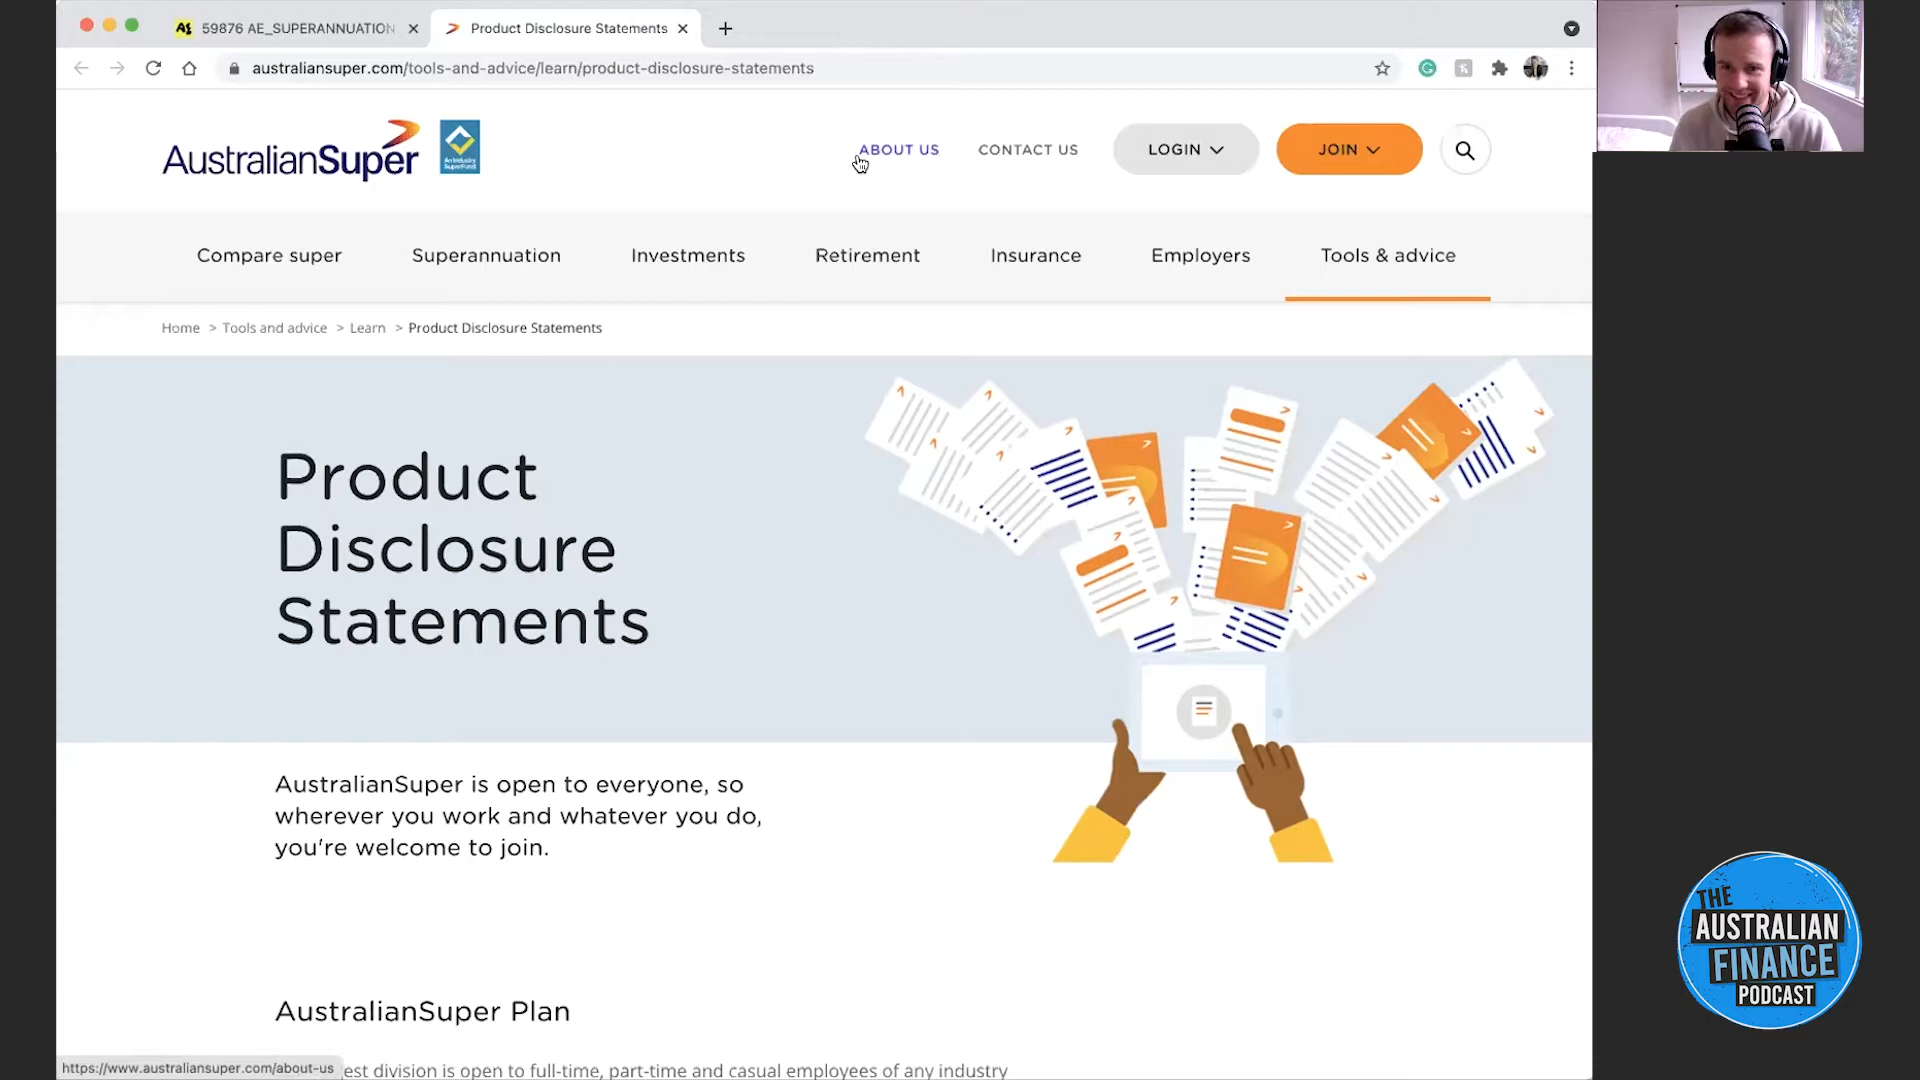 59876 AE_SUPERANNUATION
Product Disclosure Statements
australiansuper.com/tools-and-advice/learn/product-disclosure-statements
AustralianSuper
An Industry
SuperFund
ABOUT US
CONTACT US
LOGIN
JOIN
Compare super
Superannuation
Investments
Retirement
Insurance
Employers
Tools & advice
Home > Tools and advice > Learn > Product Disclosure Statements
Product
Disclosure
Statements
AustralianSuper is open to everyone, so
wherever you work and whatever you do,
you're welcome to join.
AustralianSuper Plan
https://www.australiansuper.com/about-us
est division is open to full-time, part-time and casual employees of any industry
THE
AUSTRALIAN
FINANCE
PODCAST